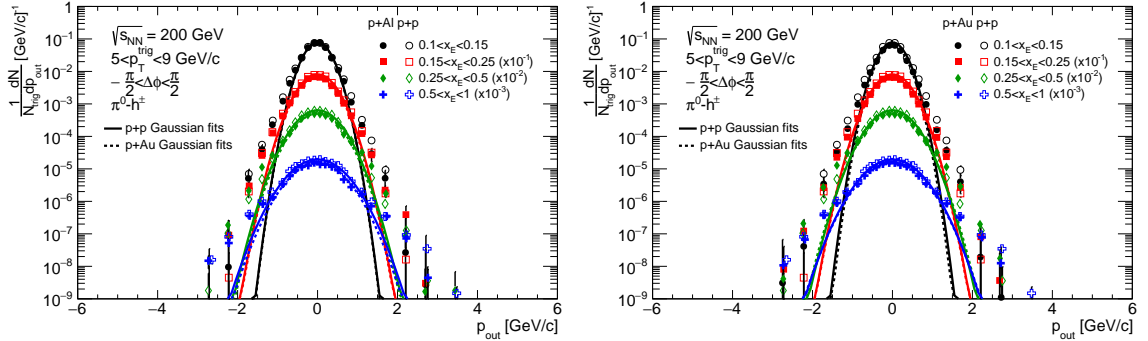 1/N_trig dN/dp_out [GeV/c]⁻¹
10⁻¹
1
10⁻¹
10⁻²
10⁻³
10⁻⁴
10⁻⁵
10⁻⁶
10⁻⁷
10⁻⁸
10⁻⁹
√s_NN = 200 GeV
5<p_T^trig<9 GeV/c
-π/2<Δϕ<π/2
π⁰-h±
p+p Gaussian fits
p+Au Gaussian fits
p+Al p+p
0.1<x_E<0.15
0.15<x_E<0.25 (x10⁻¹)
0.25<x_E<0.5 (x10⁻²)
0.5<x_E<1 (x10⁻³)
−6 −4 −2 0 2 4 6
p_out [GeV/c]
1/N_trig dN/dp_out [GeV/c]⁻¹
1
10⁻¹
10⁻²
10⁻³
10⁻⁴
10⁻⁵
10⁻⁶
10⁻⁷
10⁻⁸
10⁻⁹
√s_NN = 200 GeV
5<p_T^trig<9 GeV/c
-π/2<Δϕ<π/2
π⁰-h±
p+p Gaussian fits
p+Au Gaussian fits
p+Au p+p
0.1<x_E<0.15
0.15<x_E<0.25 (x10⁻¹)
0.25<x_E<0.5 (x10⁻²)
0.5<x_E<1 (x10⁻³)
−6 −4 −2 0 2 4 6
p_out [GeV/c]